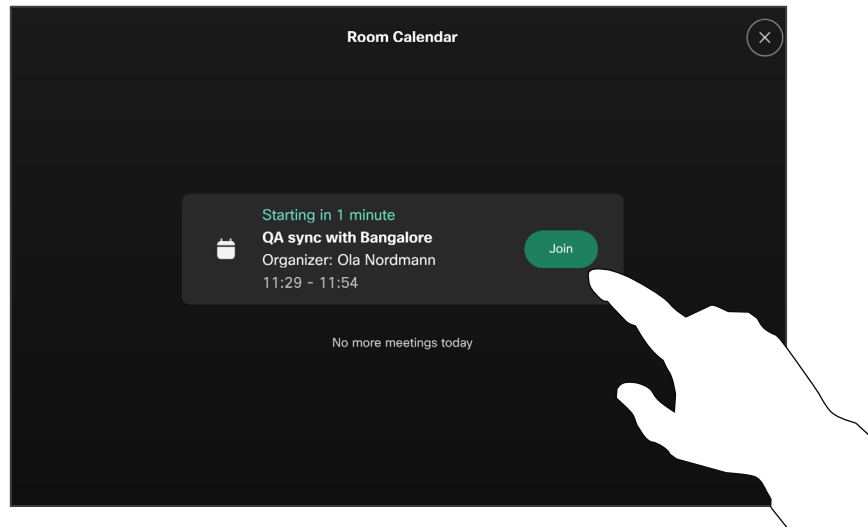 Room Calendar
Starting in 1 minute
QA sync with Bangalore
Organizer: Ola Nordmann
11:29 - 11:54
Join
No more meetings today